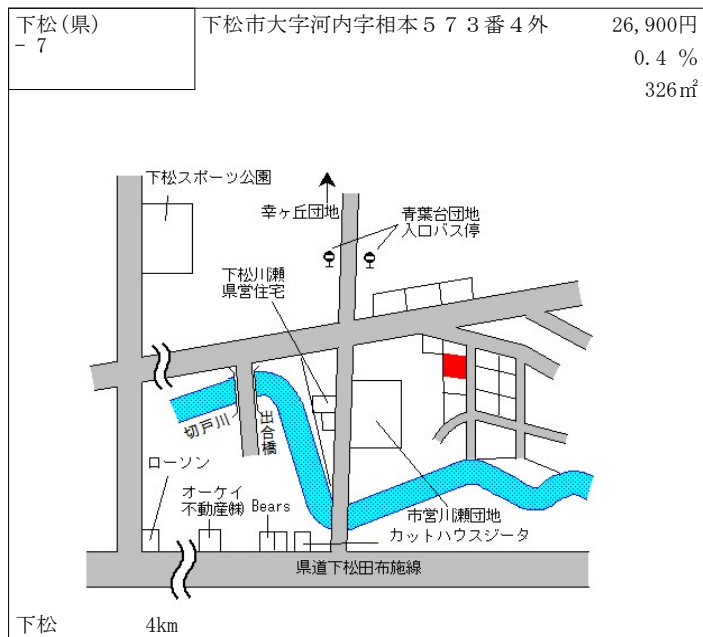 下松(県)
- 7
下松市大字河内字相本５７３番４外
26,900円
0.4 %
326㎡
下松スポーツ公園
幸ヶ丘団地
青葉台団地
入口バス停
下松川瀬
県営住宅
切戸川
出合橋
ローソン
オーケイ
不動産㈱
Bears
市営川瀬団地
カットハウスジータ
県道下松田布施線
下松 4km